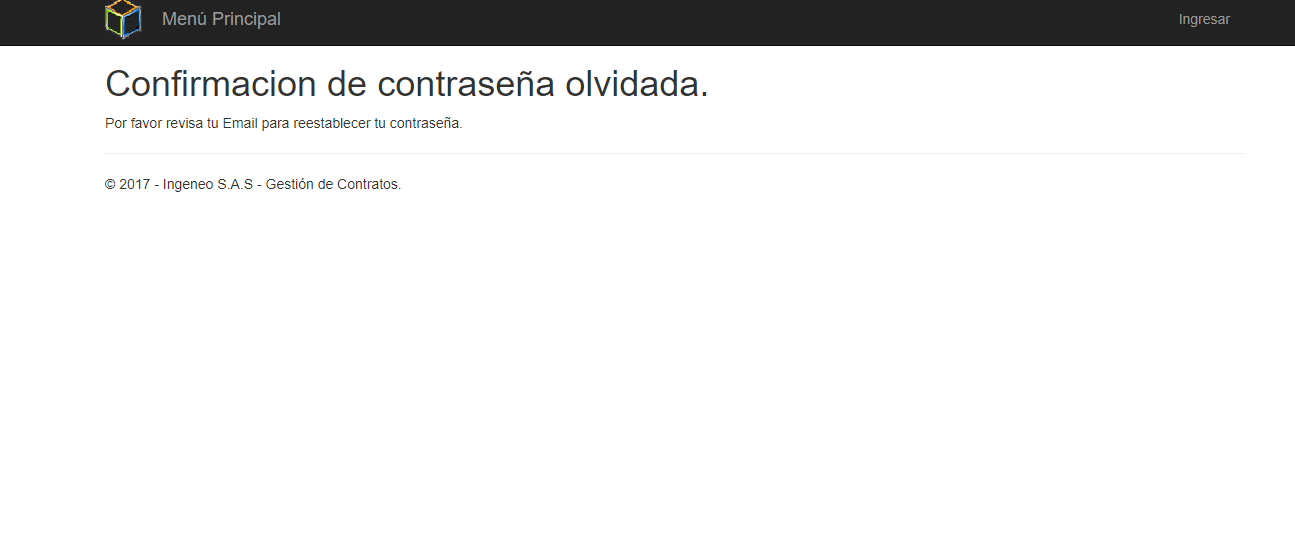 Menú Principal
Ingresar
Confirmacion de contraseña olvidada.
Por favor revisa tu Email para reestablecer tu contraseña.
© 2017 - Ingeneo S.A.S - Gestión de Contratos.